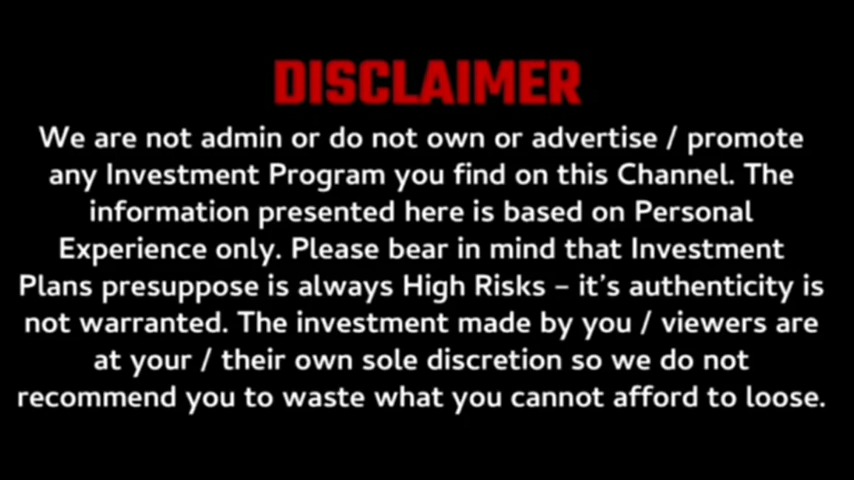 DISCLAIMER
We are not admin or do not own or advertise / promote
any Investment Program you find on this Channel. The
information presented here is based on Personal
Experience only. Please bear in mind that Investment
Plans presuppose is always High Risks – it's authenticity is
not warranted. The investment made by you / viewers are
at your / their own sole discretion so we do not
recommend you to waste what you cannot afford to loose.